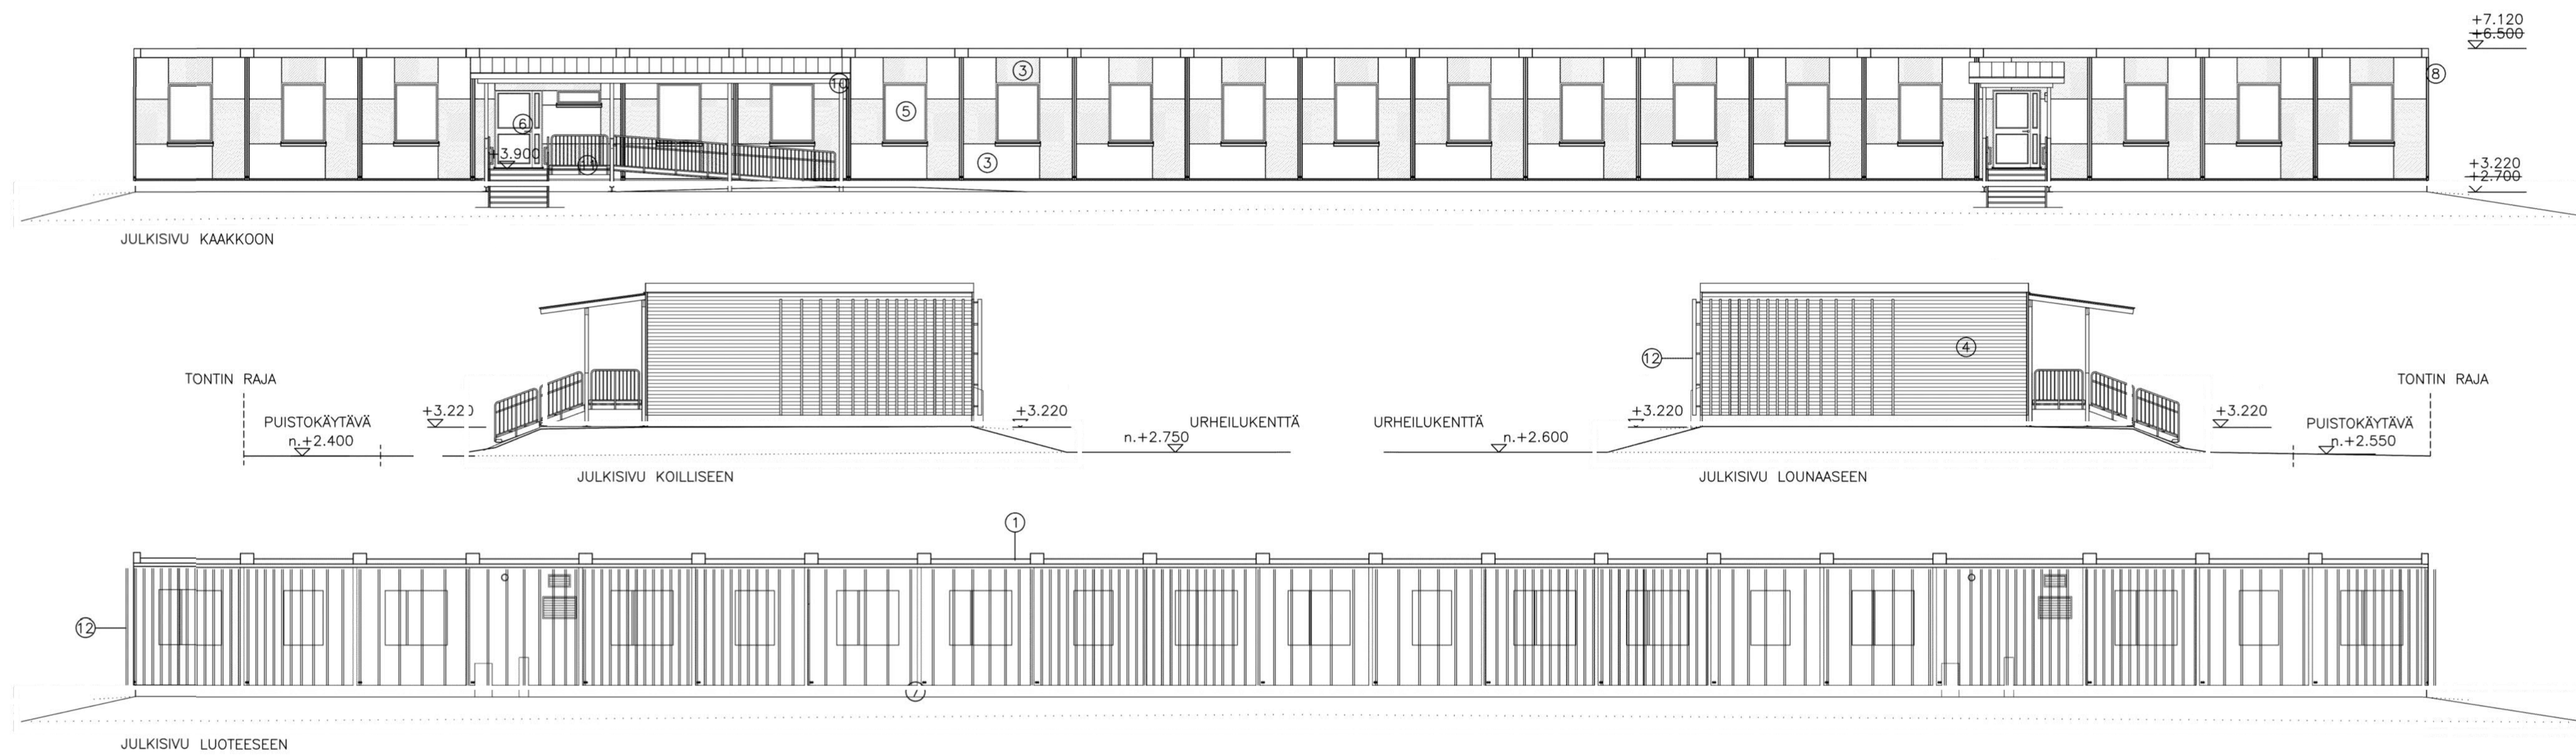 +7.120
+6.500
3
10
8
5
6
+3.900
11
3
+3.220
+2.700
JULKISIVU KAAKKOON
12
4
TONTIN RAJA
TONTIN RAJA
PUISTOKÄYTÄVÄ
n.+2.400
+3.220
+3.220
URHEILUKENTTÄ
n.+2.750
URHEILUKENTTÄ
n.+2.600
+3.220
+3.220
PUISTOKÄYTÄVÄ
n.+2.550
JULKISIVU KOILLISEEN
JULKISIVU LOUNAASEEN
1
12
7
JULKISIVU LUOTEESEEN